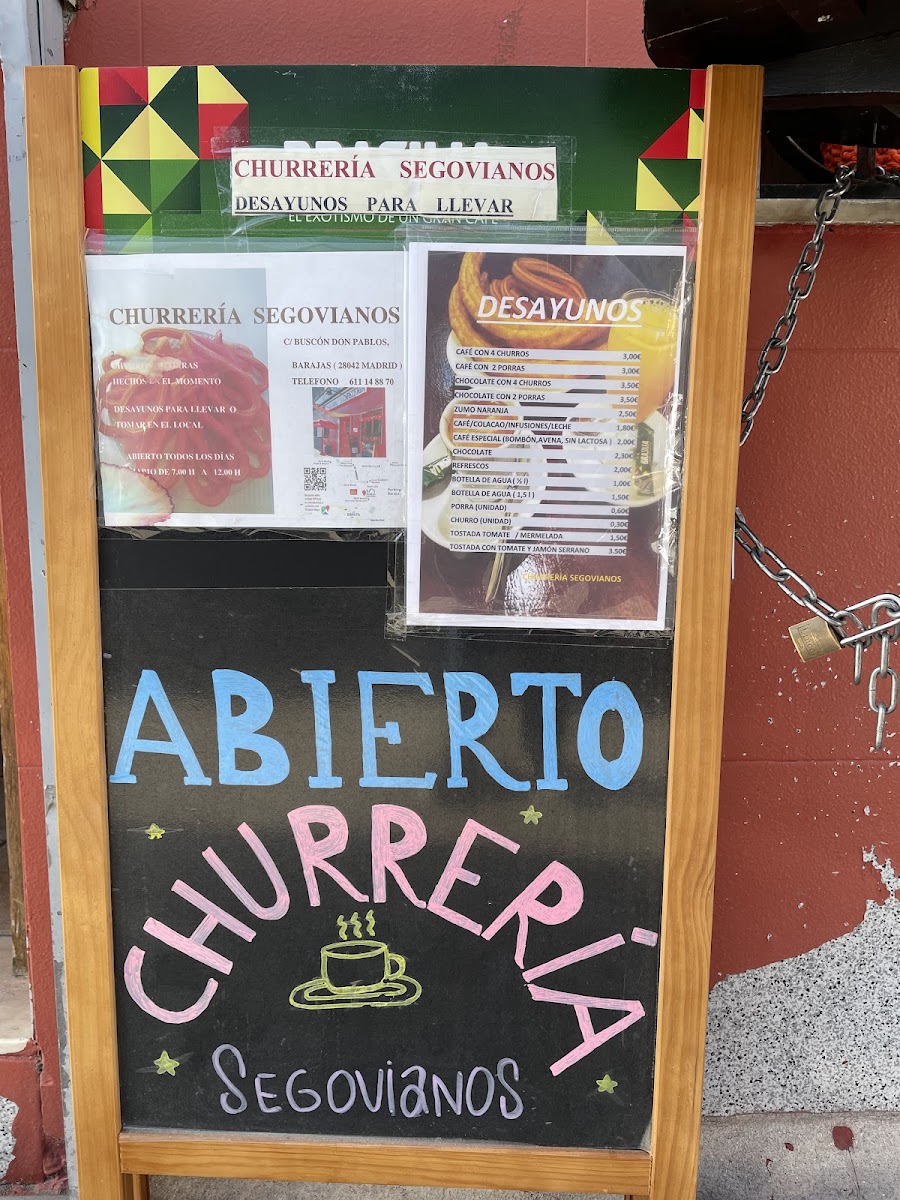 CHURRERÍA SEGOVIANOS
DESAYUNOS PARA LLEVAR
EL EXOTISMO DE UN GRAN CAFÉ
CHURRERÍA SEGOVIANOS
C/ BUSCÓN DON PABLOS,
BARAJAS ( 28042 MADRID )
TELEFONO 611 14 88 70
HECHOS EN EL MOMENTO
DESAYUNOS PARA LLEVAR O
TOMAR EN EL LOCAL
ABIERTO TODOS LOS DÍAS
DE 7,00 H A 12,00 H
DESAYUNOS
CAFÉ CON 4 CHURROS 3,00€
CAFÉ CON 2 PORRAS 3,00€
CHOCOLATE CON 4 CHURROS 3,50€
CHOCOLATE CON 2 PORRAS 3,50€
ZUMO NARANJA 2,50€
CAFÉ/COLACAO/INFUSIONES/LECHE 1,80€
CAFÉ ESPECIAL (BOMBÓN,AVENA, SIN LACTOSA ) 2,00€
CHOCOLATE 2,30€
REFRESCOS 2,00€
BOTELLA DE AGUA ( ½ l) 1,00€
BOTELLA DE AGUA ( 1,5 l ) 1,50€
PORRA (UNIDAD) 0,60€
CHURRO (UNIDAD) 0,30€
TOSTADA TOMATE / MERMELADA 1,50€
TOSTADA CON TOMATE Y JAMÓN SERRANO 3.50€
CHURRERÍA SEGOVIANOS
ABIERTO
CHURRERÍA
SEGOVIANOS